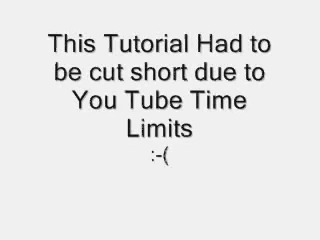 This Tutorial Had to
be cut short due to
You Tube Time
Limits
:-(